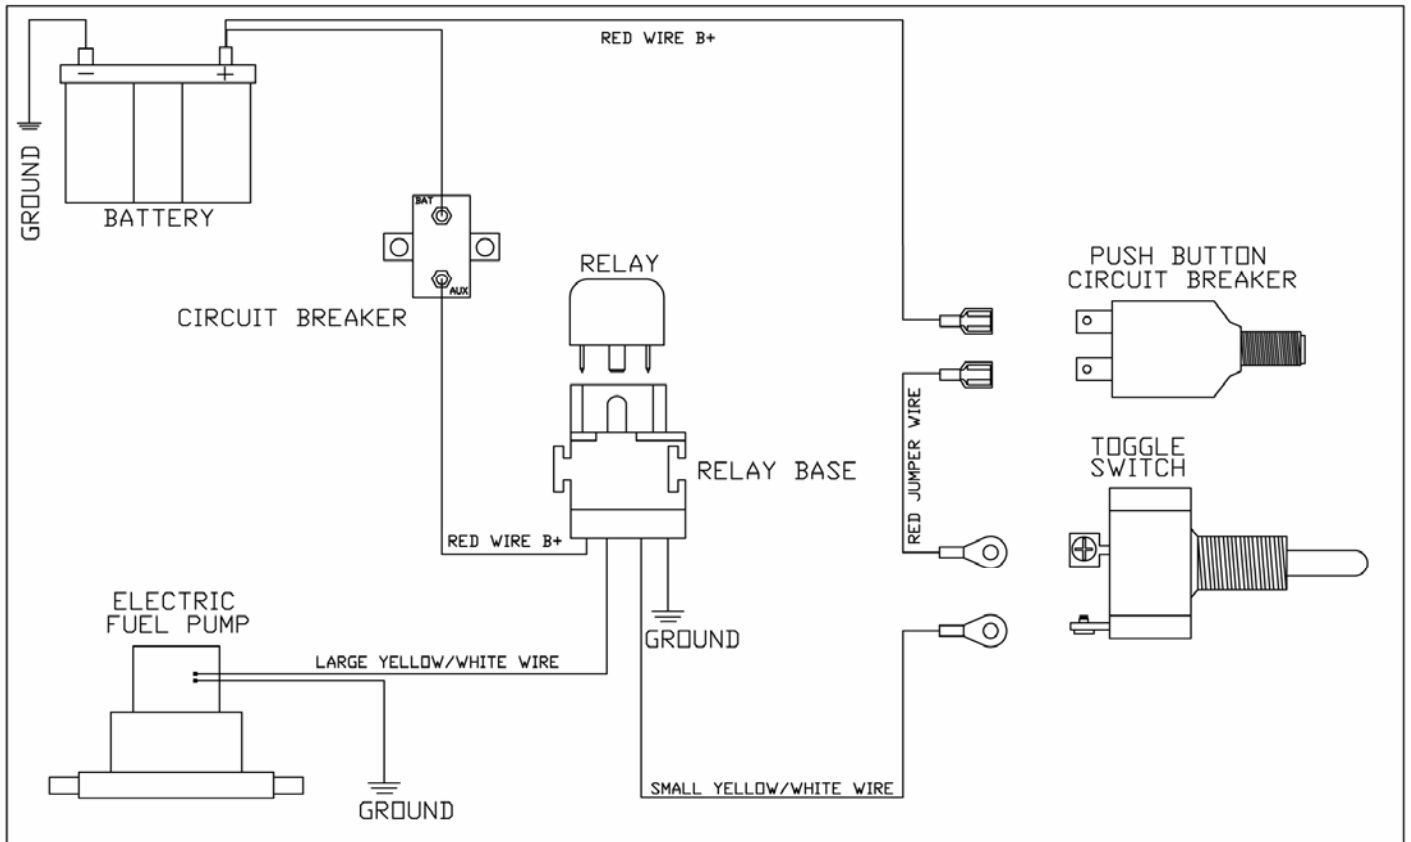 RED WIRE B+
GROUND
BATTERY
BAT
AUX
CIRCUIT BREAKER
RELAY
PUSH BUTTON
CIRCUIT BREAKER
RED JUMPER WIRE
TOGGLE
SWITCH
RELAY BASE
RED WIRE B+
GROUND
ELECTRIC
FUEL PUMP
LARGE YELLOW/WHITE WIRE
SMALL YELLOW/WHITE WIRE
GROUND